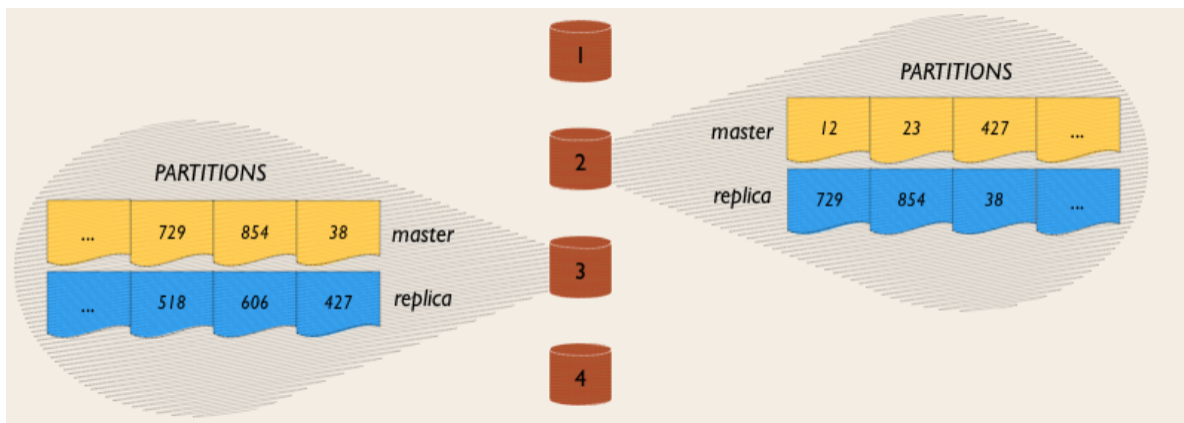 1
PARTITIONS
master 12 23 427 ...
replica 729 854 38 ...
2
PARTITIONS
... 729 854 38 master
... 518 606 427 replica
3
4